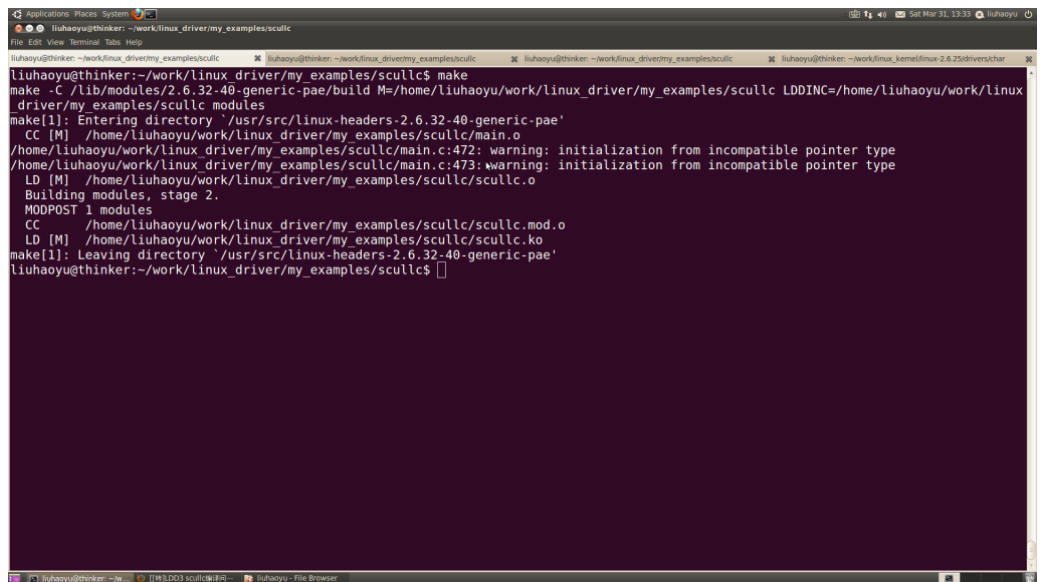 Applications Places System
Sat Mar 31, 13:33 liuhaoyu
liuhaoyu@thinker: ~/work/linux_driver/my_examples/scullc
File Edit View Terminal Tabs Help
liuhaoyu@thinker: ~/work/linux_driver/my_examples/scullc liuhaoyu@thinker: ~/work/linux_driver/my_examples/scullc liuhaoyu@thinker: ~/work/linux_driver/my_examples/scullc liuhaoyu@thinker: ~/work/linux_kernel/linux-2.6.25/drivers/char
liuhaoyu@thinker:~/work/linux_driver/my_examples/scullc$ make
make -C /lib/modules/2.6.32-40-generic-pae/build M=/home/liuhaoyu/work/linux_driver/my_examples/scullc LDDINC=/home/liuhaoyu/work/linux
_driver/my_examples/scullc modules
make[1]: Entering directory `/usr/src/linux-headers-2.6.32-40-generic-pae'
  CC [M]  /home/liuhaoyu/work/linux_driver/my_examples/scullc/main.o
/home/liuhaoyu/work/linux_driver/my_examples/scullc/main.c:472: warning: initialization from incompatible pointer type
/home/liuhaoyu/work/linux_driver/my_examples/scullc/main.c:473: warning: initialization from incompatible pointer type
  LD [M]  /home/liuhaoyu/work/linux_driver/my_examples/scullc/scullc.o
  Building modules, stage 2.
  MODPOST 1 modules
  CC      /home/liuhaoyu/work/linux_driver/my_examples/scullc/scullc.mod.o
  LD [M]  /home/liuhaoyu/work/linux_driver/my_examples/scullc/scullc.ko
make[1]: Leaving directory `/usr/src/linux-headers-2.6.32-40-generic-pae'
liuhaoyu@thinker:~/work/linux_driver/my_examples/scullc$
liuhaoyu@thinker: ~/w... [[转]LDD3 scullc liuhaoyu - File Browser